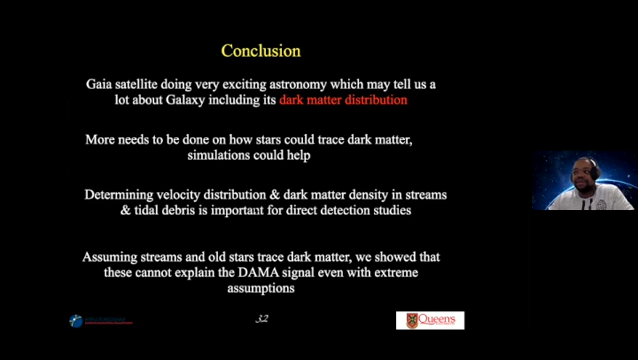 Conclusion
Gaia satellite doing very exciting astronomy which may tell us a
lot about Galaxy including its dark matter distribution
More needs to be done on how stars could trace dark matter,
simulations could help
Determining velocity distribution & dark matter density in streams
& tidal debris is important for direct detection studies
Assuming streams and old stars trace dark matter, we showed that
these cannot explain the DAMA signal even with extreme
assumptions
32
Queen's